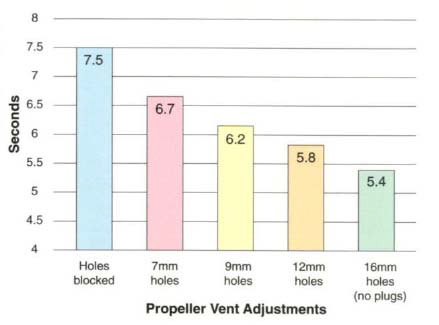 8
7.5
7
6.5
6
5.5
5
4.5
4
Seconds
7.5
6.7
6.2
5.8
5.4
Holes
blocked
7mm
holes
9mm
holes
12mm
holes
16mm
holes
(no plugs)
Propeller Vent Adjustments